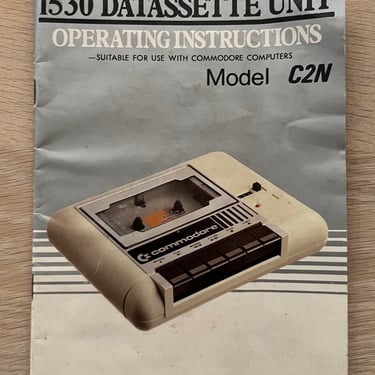 1530 DATASSETTE UNIT
OPERATING INSTRUCTIONS
—SUITABLE FOR USE WITH COMMODORE COMPUTERS
Model C2N
commodore